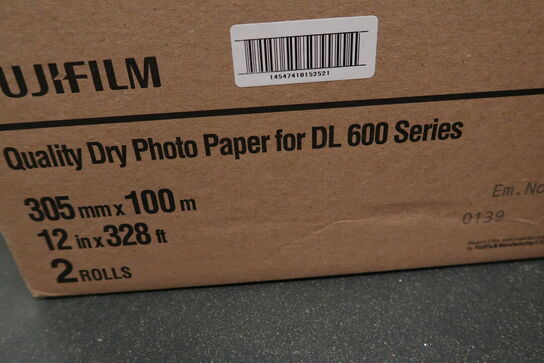 14547410152521
UJIFILM
Quality Dry Photo Paper for DL 600 Series
305 mm x 100 m
12 in x 328 ft
2 ROLLS
Em. No
0139